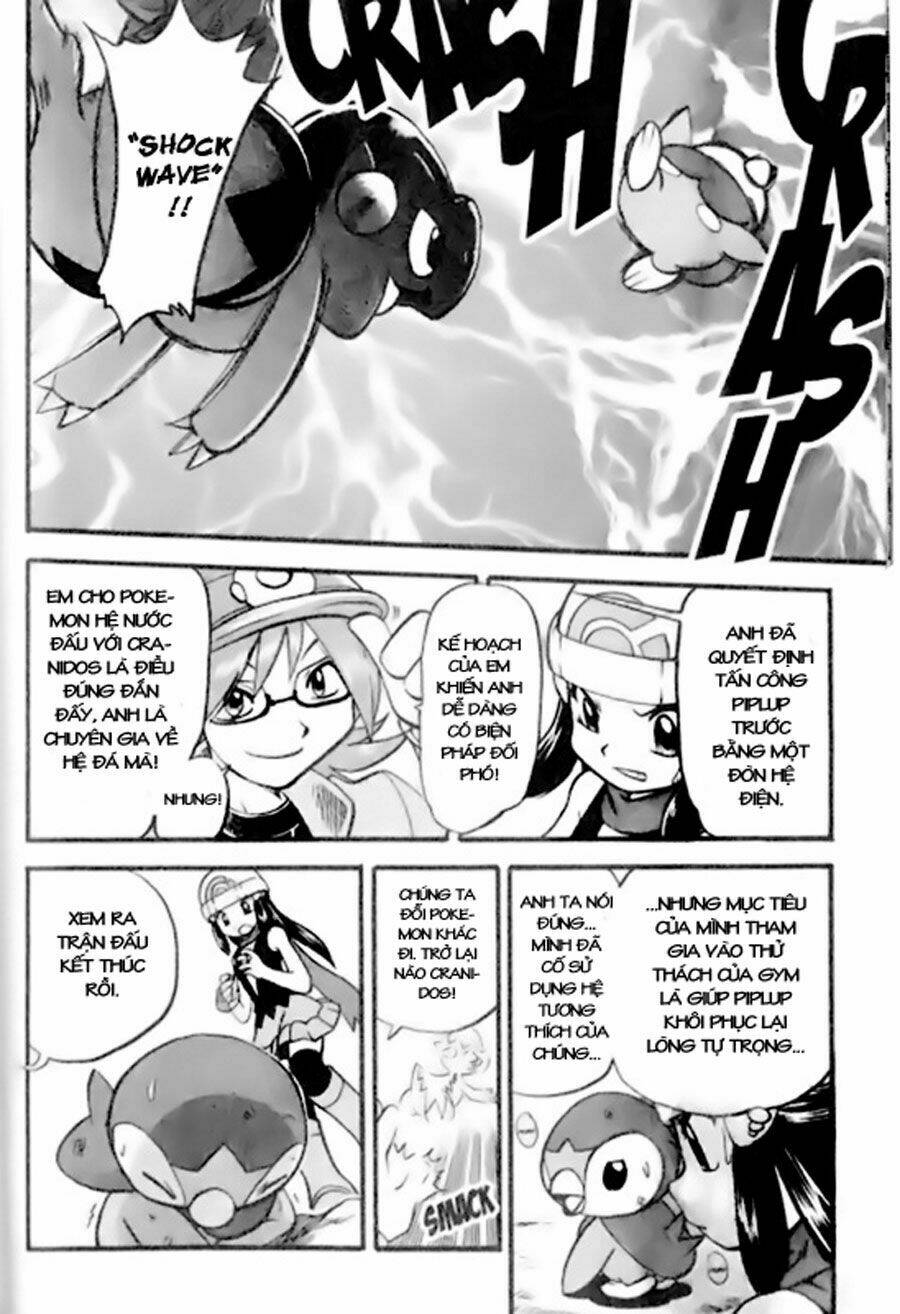 CRASH
CRASH
"SHOCK
WAVE"
!!
ANH ĐÃ
QUYẾT ĐỊNH
TẤN CÔNG
PIPLUP
TRƯỚC
BẰNG MỘT
ĐÒN HỆ
ĐIỆN.
KẾ HOẠCH
CỦA EM
KHIẾN ANH
DỄ DÀNG
CÓ BIỆN
PHÁP ĐỐI
PHÓ!
EM CHO POKE-
MON HỆ NƯỚC
ĐẤU VỚI CRA-
NIDOS LÀ ĐIỀU
ĐÚNG ĐẮN
ĐẤY, ANH LÀ
CHUYÊN GIA VỀ
HỆ ĐÁ MÀ!
NHƯNG!
...NHƯNG MỤC TIÊU
CỦA MÌNH THAM
GIA VÀO THỬ
THÁCH CỦA GYM
LÀ GIÚP PIPLUP
KHÔI PHỤC LẠI
LÒNG TỰ TRỌNG...
ANH TA NÓI
ĐÚNG...
MÌNH ĐÃ
CỐ SỬ
DỤNG HỆ
TƯƠNG
THÍCH CỦA
CHÚNG...
CHÚNG TA
ĐỔI POKE-
MON KHÁC
ĐI. TRỞ LẠI
NÀO CRANI-
DOS!
SMACK
XEM RA
TRẬN ĐẤU
KẾT THÚC
RỒI.